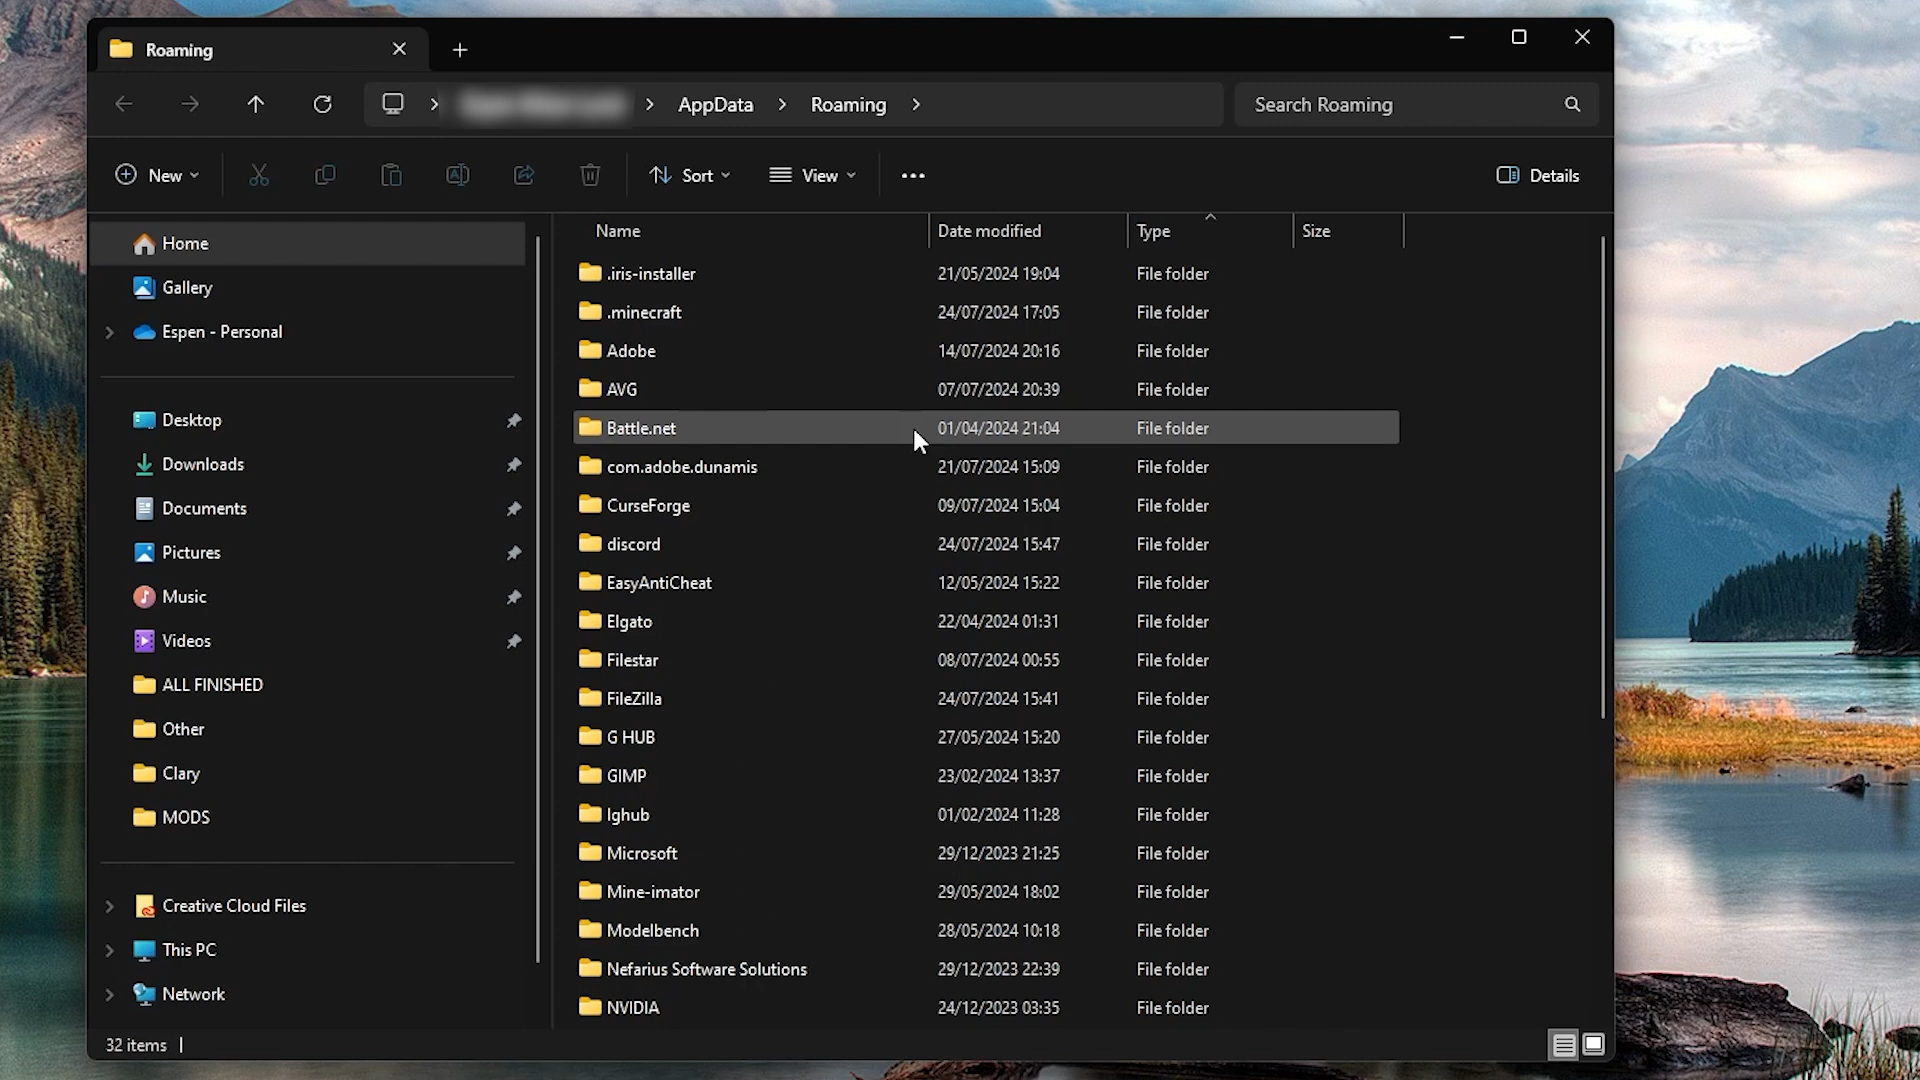 Roaming
AppData
Roaming
Search Roaming
New
Sort
View
Details
Home
Gallery
Espen - Personal
Desktop
Downloads
Documents
Pictures
Music
Videos
ALL FINISHED
Other
Clary
MODS
Creative Cloud Files
This PC
Network
Name Date modified Type Size
.iris-installer 21/05/2024 19:04 File folder
.minecraft 24/07/2024 17:05 File folder
Adobe 14/07/2024 20:16 File folder
AVG 07/07/2024 20:39 File folder
Battle.net 01/04/2024 21:04 File folder
com.adobe.dunamis 21/07/2024 15:09 File folder
CurseForge 09/07/2024 15:04 File folder
discord 24/07/2024 15:47 File folder
EasyAntiCheat 12/05/2024 15:22 File folder
Elgato 22/04/2024 01:31 File folder
Filestar 08/07/2024 00:55 File folder
FileZilla 24/07/2024 15:41 File folder
G HUB 27/05/2024 15:20 File folder
GIMP 23/02/2024 13:37 File folder
lghub 01/02/2024 11:28 File folder
Microsoft 29/12/2023 21:25 File folder
Mine-imator 29/05/2024 18:02 File folder
Modelbench 28/05/2024 10:18 File folder
Nefarius Software Solutions 29/12/2023 22:39 File folder
NVIDIA 24/12/2023 03:35 File folder
32 items